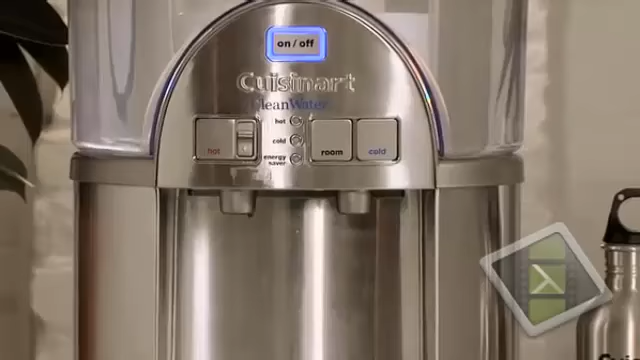 on / off
Cuisinart
CleanWater
hot
cold
energy
saver
hot
room
cold